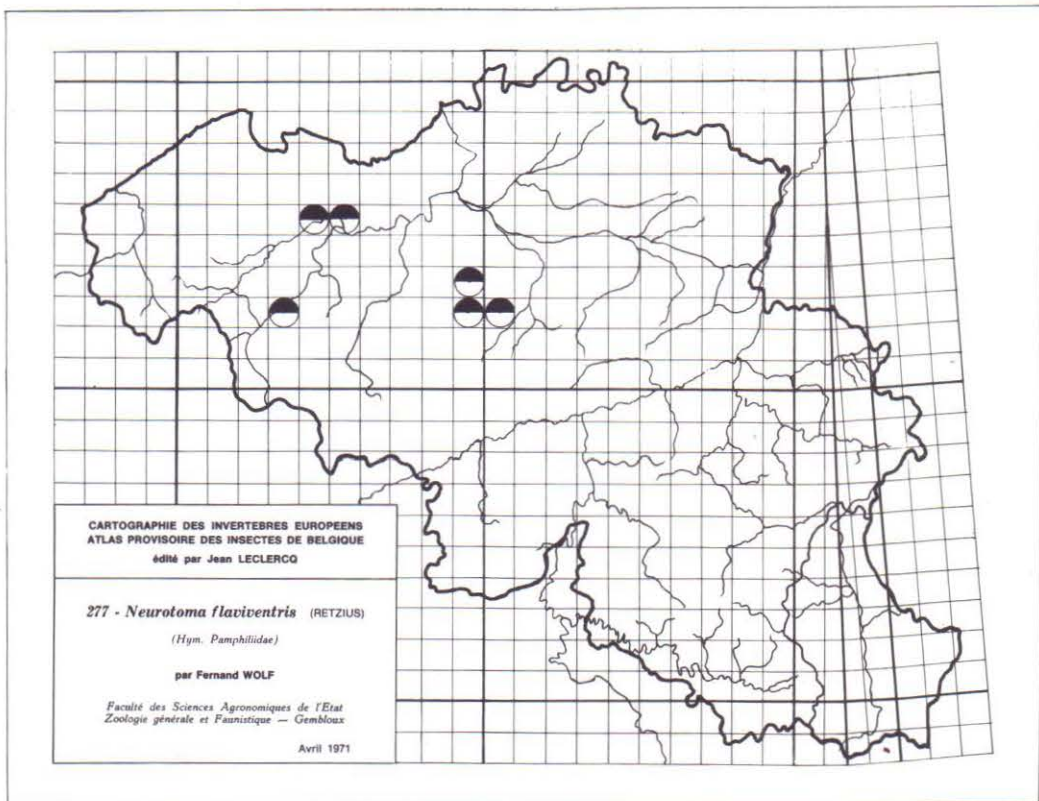 CARTOGRAPHIE DES INVERTEBRES EUROPEENS
ATLAS PROVISOIRE DES INSECTES DE BELGIQUE
édité par Jean LECLERCQ
277 - Neurotoma flaviventris (RETZIUS)
(Hym. Pamphiliidae)
par Fernand WOLF
Faculté des Sciences Agronomiques de l'Etat
Zoologie générale et Faunistique — Gembloux
Avril 1971